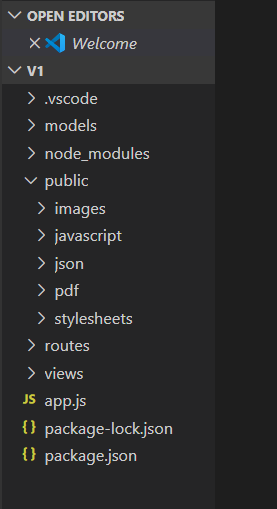 OPEN EDITORS
Welcome
V1
.vscode
models
node_modules
public
images
javascript
json
pdf
stylesheets
routes
views
JS app.js
{} package-lock.json
{} package.json